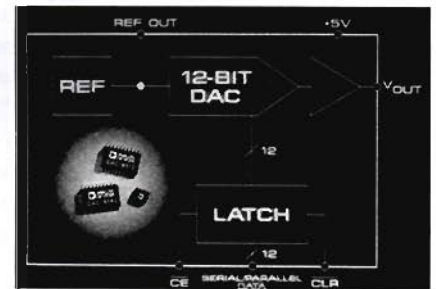 REF OUT
+5V
REF
12-BIT
DAC
VOUT
12
LATCH
12
CE
SERIAL/PARALLEL
DATA
CLR